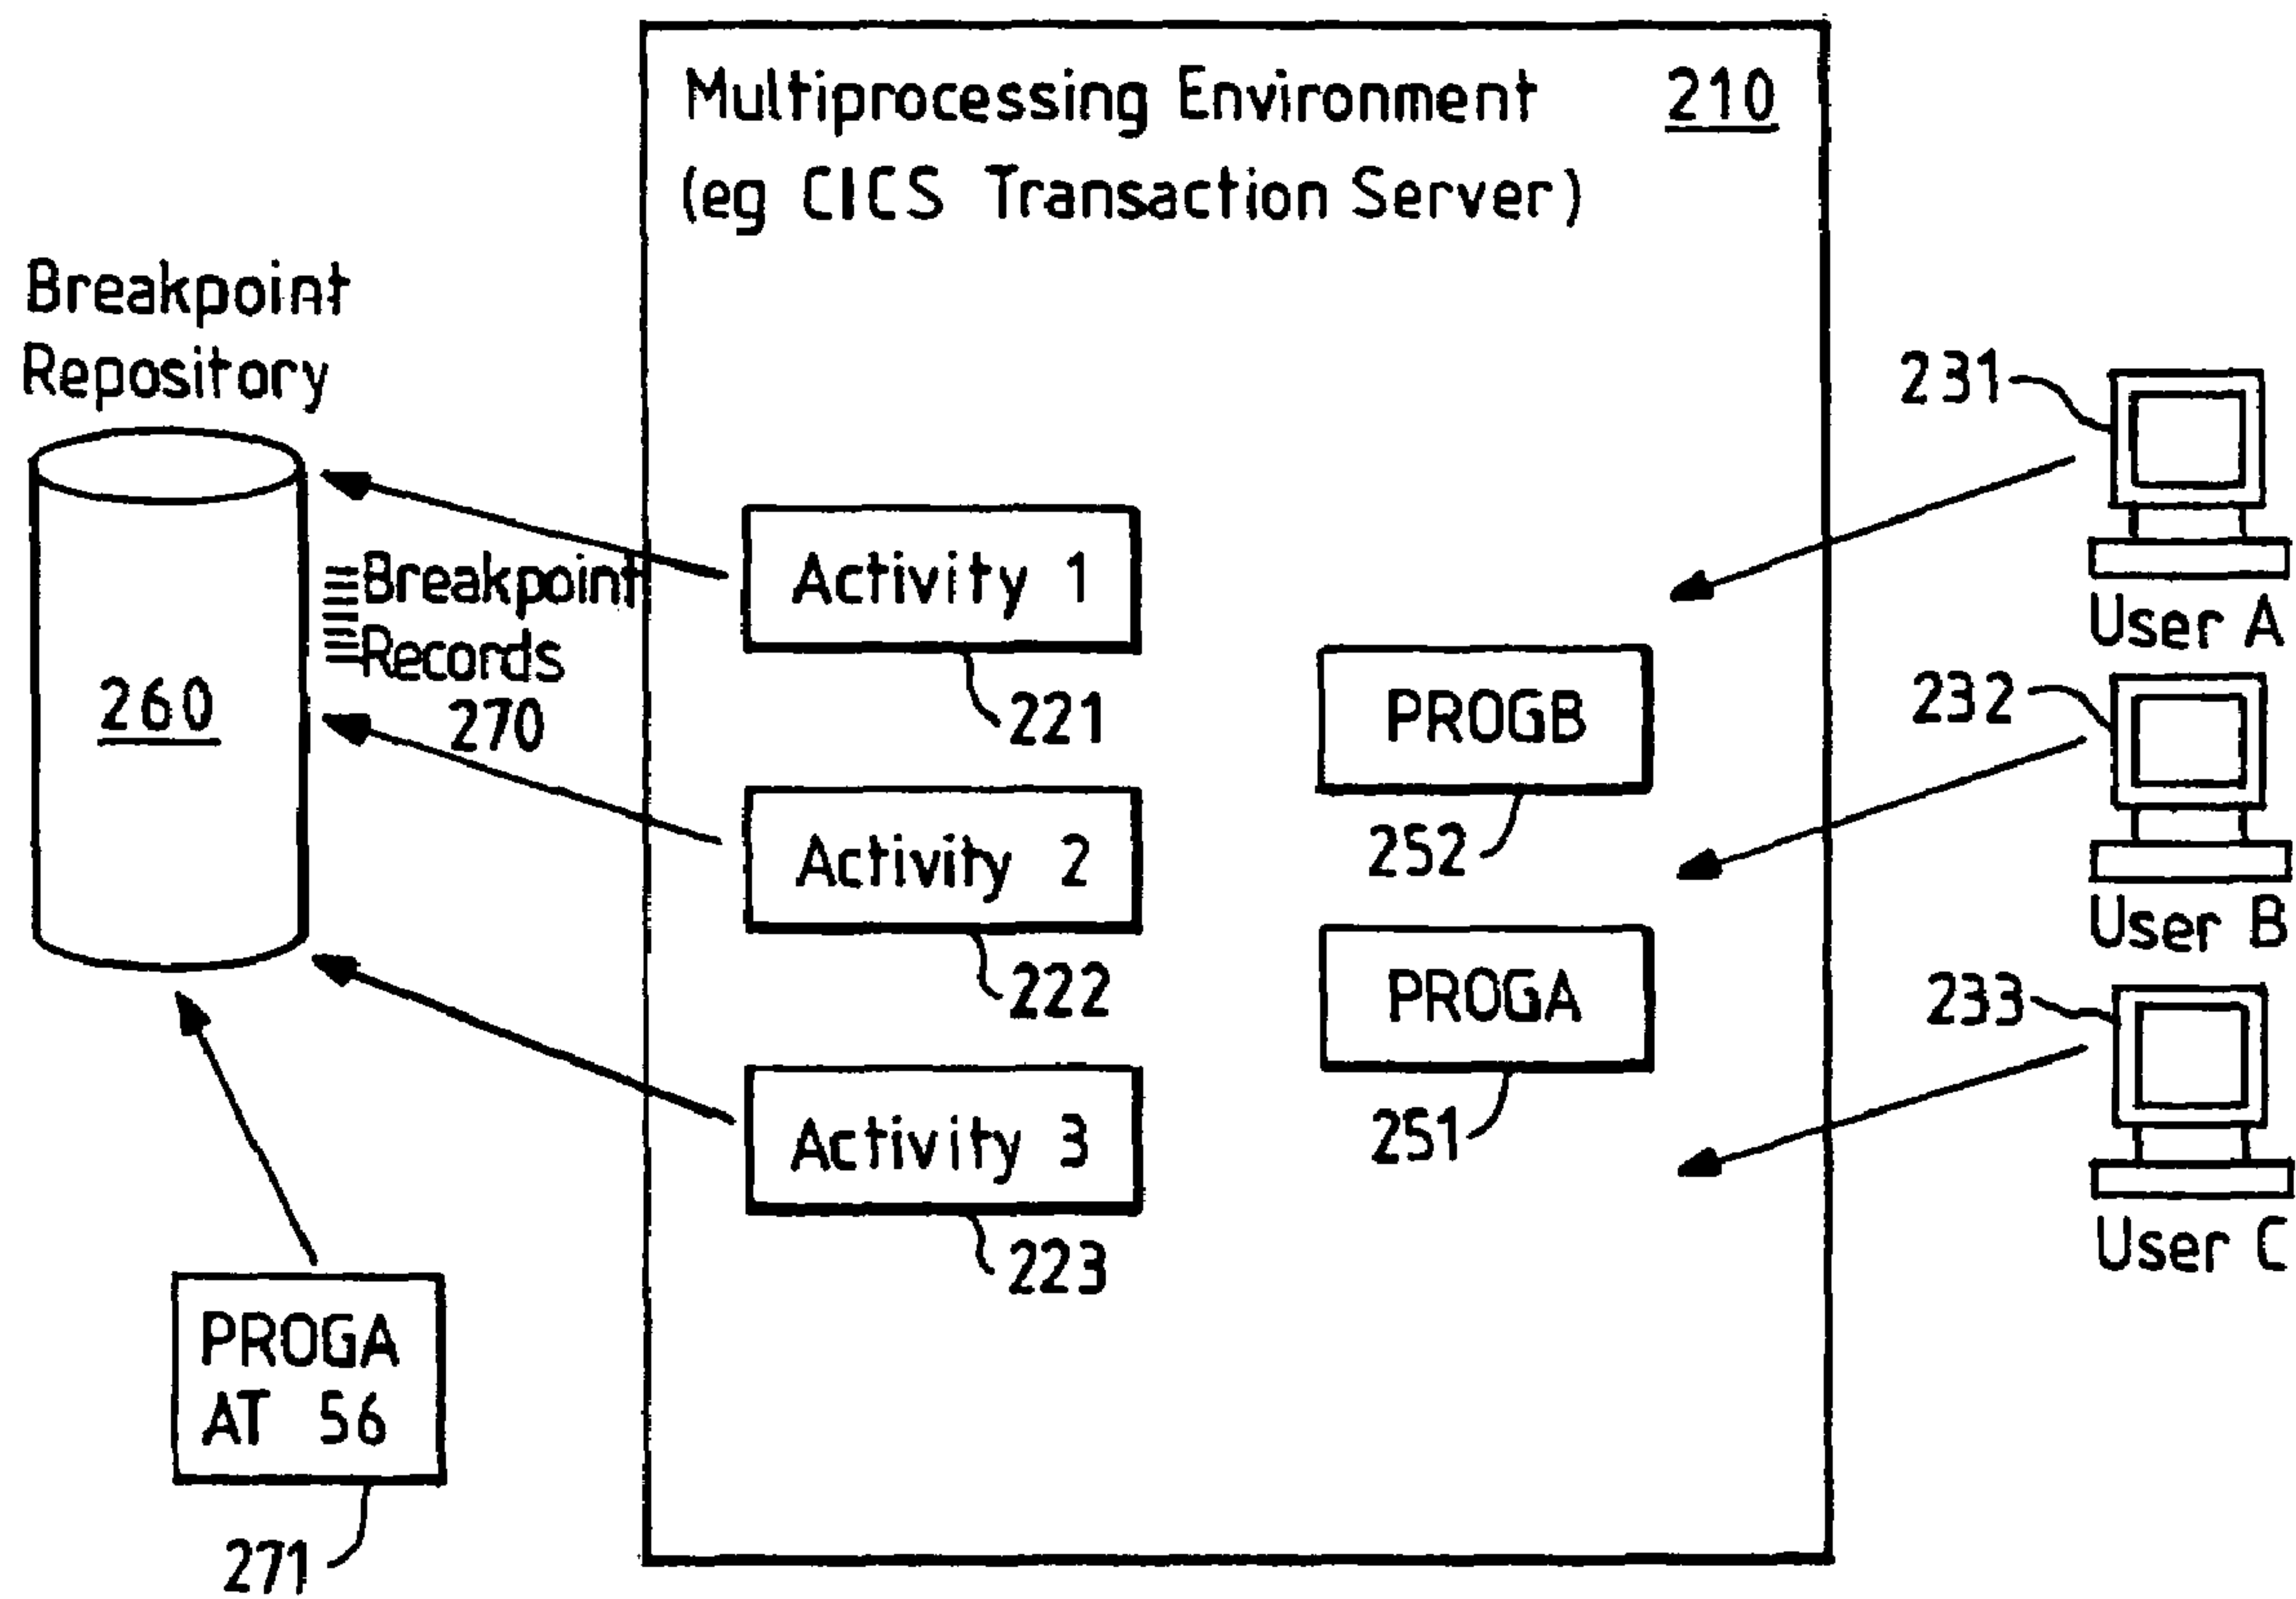 Multiprocessing Environment 210
(eg CICS Transaction Server)
Breakpoint
Repository
260
Breakpoint
Records
270
Activity 1
221
Activity 2
222
Activity 3
223
PROGB
252
PROGA
251
231
User A
232
User B
233
User C
PROGA
AT 56
271